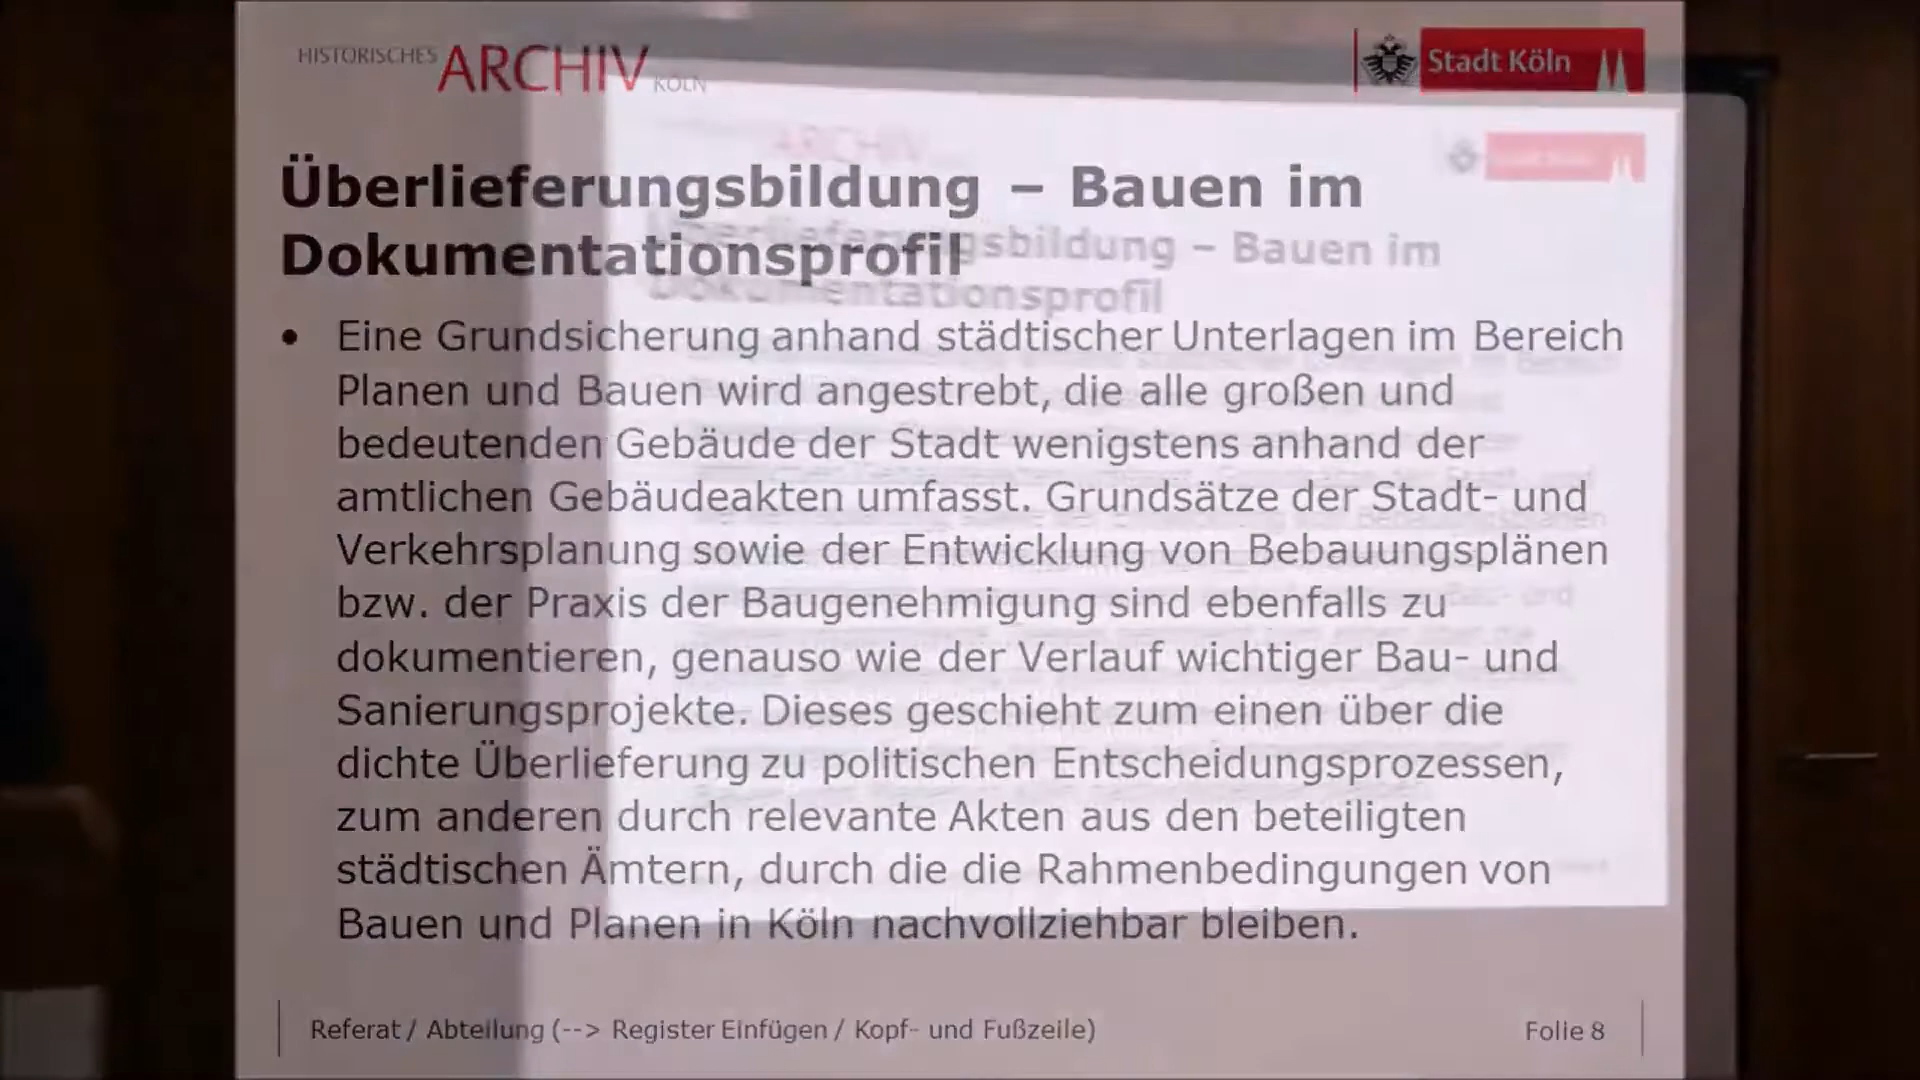 HISTORISCHES ARCHIV KÖLN
Stadt Köln
Überlieferungsbildung – Bauen im
Dokumentationsprofil
• Eine Grundsicherung anhand städtischer Unterlagen im Bereich
Planen und Bauen wird angestrebt, die alle großen und
bedeutenden Gebäude der Stadt wenigstens anhand der
amtlichen Gebäudeakten umfasst. Grundsätze der Stadt- und
Verkehrsplanung sowie der Entwicklung von Bebauungsplänen
bzw. der Praxis der Baugenehmigung sind ebenfalls zu
dokumentieren, genauso wie der Verlauf wichtiger Bau- und
Sanierungsprojekte. Dieses geschieht zum einen über die
dichte Überlieferung zu politischen Entscheidungsprozessen,
zum anderen durch relevante Akten aus den beteiligten
städtischen Ämtern, durch die die Rahmenbedingungen von
Bauen und Planen in Köln nachvollziehbar bleiben.
Referat / Abteilung (--> Register Einfügen / Kopf- und Fußzeile)
Folie 8
ARCHIV
Überlieferungsbildung – Bauen im
Dokumentationsprofil